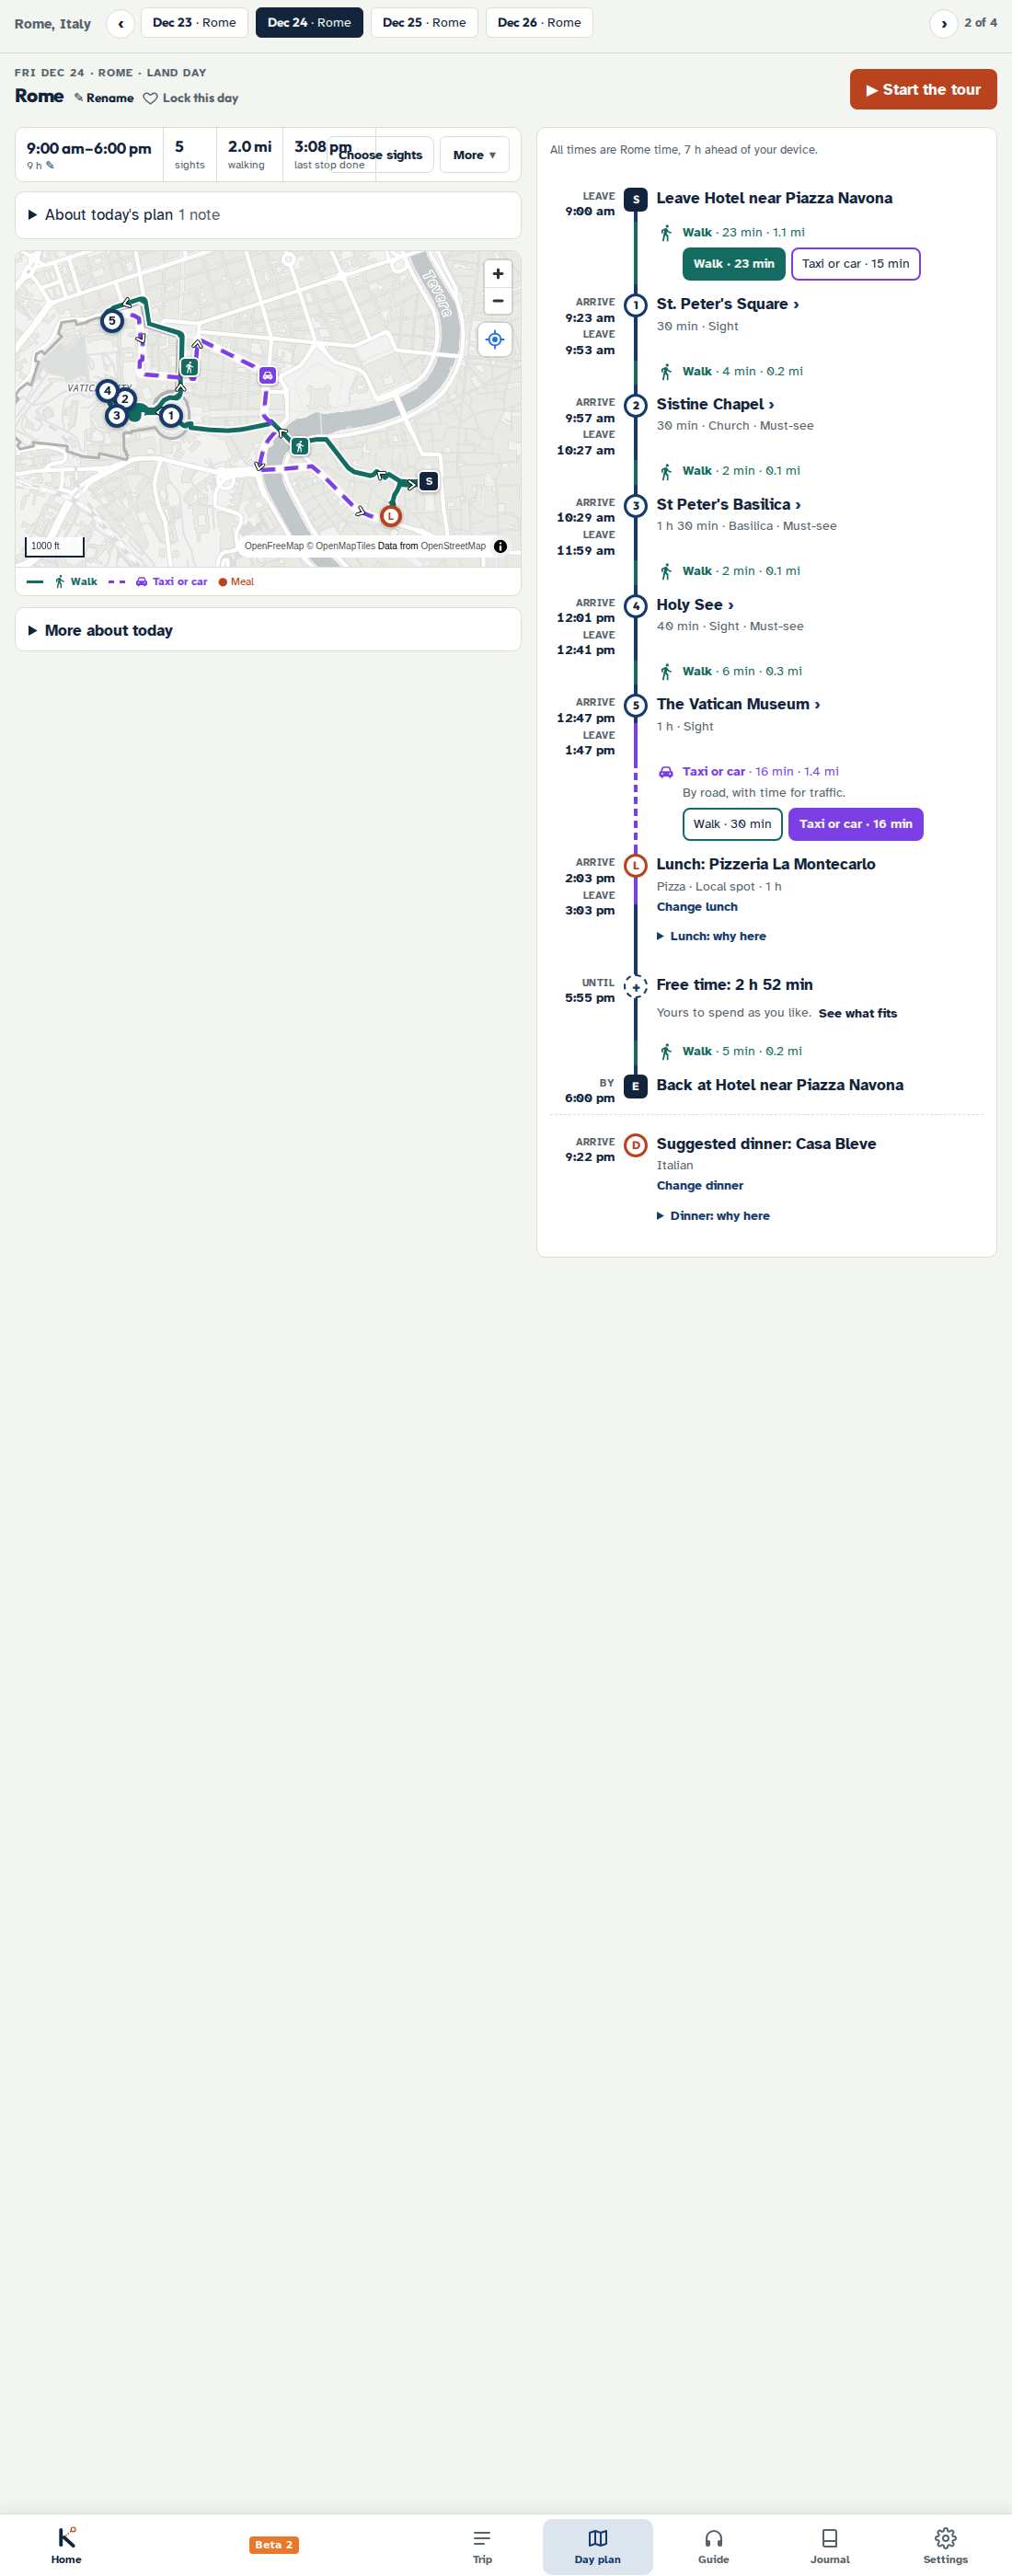 Rome, Italy
‹
Dec 23 · Rome
Dec 24 · Rome
Dec 25 · Rome
Dec 26 · Rome
›
2 of 4
FRI DEC 24 · ROME · LAND DAY
Rome ✎ Rename Lock this day
▶ Start the tour
9:00 am–6:00 pm
9 h ✎
5
sights
2.0 mi
walking
3:08 pm
last stop done
Choose sights
More ▼
▶ About today's plan 1 note
Tevere
+
−
5
4
2
3
1
S
L
1000 ft
OpenFreeMap © OpenMapTiles Data from OpenStreetMap
Walk
Taxi or car
Meal
▶ More about today
All times are Rome time, 7 h ahead of your device.
LEAVE
9:00 am
S
Leave Hotel near Piazza Navona
Walk · 23 min · 1.1 mi
Walk · 23 min
Taxi or car · 15 min
ARRIVE
9:23 am
LEAVE
9:53 am
1
St. Peter's Square ›
30 min · Sight
Walk · 4 min · 0.2 mi
ARRIVE
9:57 am
LEAVE
10:27 am
2
Sistine Chapel ›
30 min · Church · Must-see
Walk · 2 min · 0.1 mi
ARRIVE
10:29 am
LEAVE
11:59 am
3
St Peter's Basilica ›
1 h 30 min · Basilica · Must-see
Walk · 2 min · 0.1 mi
ARRIVE
12:01 pm
LEAVE
12:41 pm
4
Holy See ›
40 min · Sight · Must-see
Walk · 6 min · 0.3 mi
ARRIVE
12:47 pm
LEAVE
1:47 pm
5
The Vatican Museum ›
1 h · Sight
Taxi or car · 16 min · 1.4 mi
By road, with time for traffic.
Walk · 30 min
Taxi or car · 16 min
ARRIVE
2:03 pm
LEAVE
3:03 pm
L
Lunch: Pizzeria La Montecarlo
Pizza · Local spot · 1 h
Change lunch
▶ Lunch: why here
UNTIL
5:55 pm
+
Free time: 2 h 52 min
Yours to spend as you like. See what fits
Walk · 5 min · 0.2 mi
BY
6:00 pm
E
Back at Hotel near Piazza Navona
ARRIVE
9:22 pm
D
Suggested dinner: Casa Bleve
Italian
Change dinner
▶ Dinner: why here
Home
Beta 2
Trip
Day plan
Guide
Journal
Settings